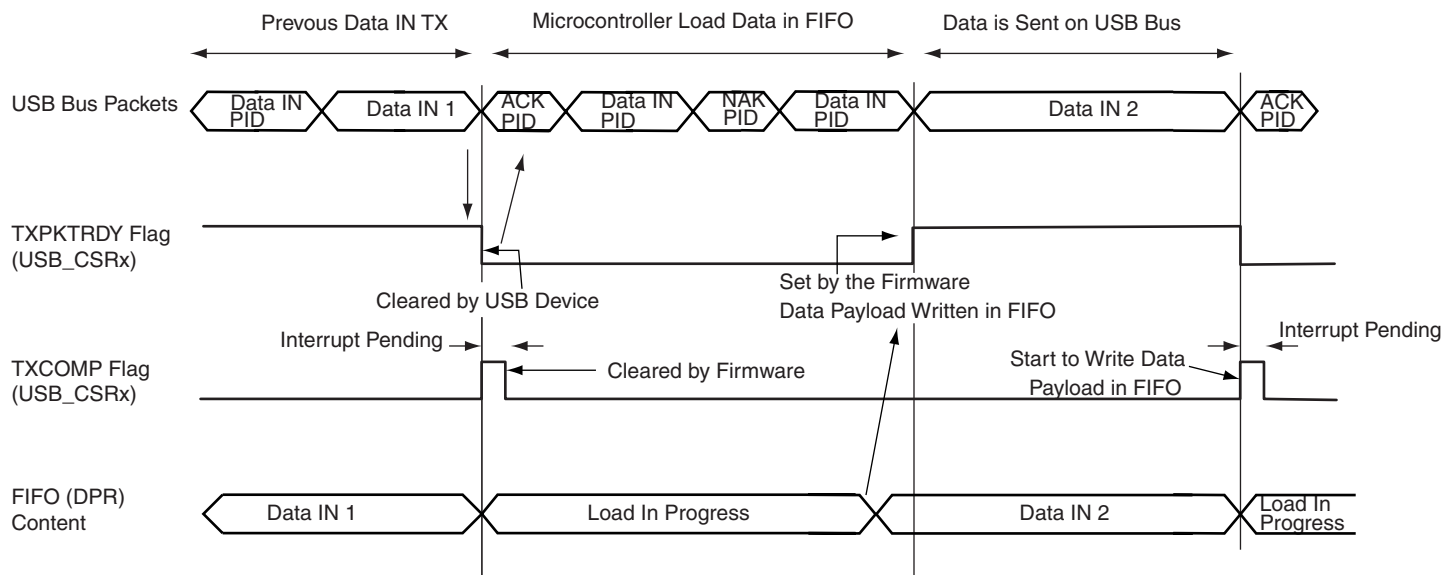 Prevous Data IN TX
Microcontroller Load Data in FIFO
Data is Sent on USB Bus
USB Bus Packets
Data IN
PID
Data IN 1
ACK
PID
Data IN
PID
NAK
PID
Data IN
PID
Data IN 2
ACK
PID
TXPKTRDY Flag
(USB_CSRx)
Cleared by USB Device
Set by the Firmware
Data Payload Written in FIFO
Interrupt Pending
Interrupt Pending
TXCOMP Flag
(USB_CSRx)
Cleared by Firmware
Start to Write Data
Payload in FIFO
FIFO (DPR)
Content
Data IN 1
Load In Progress
Data IN 2
Load In
Progress